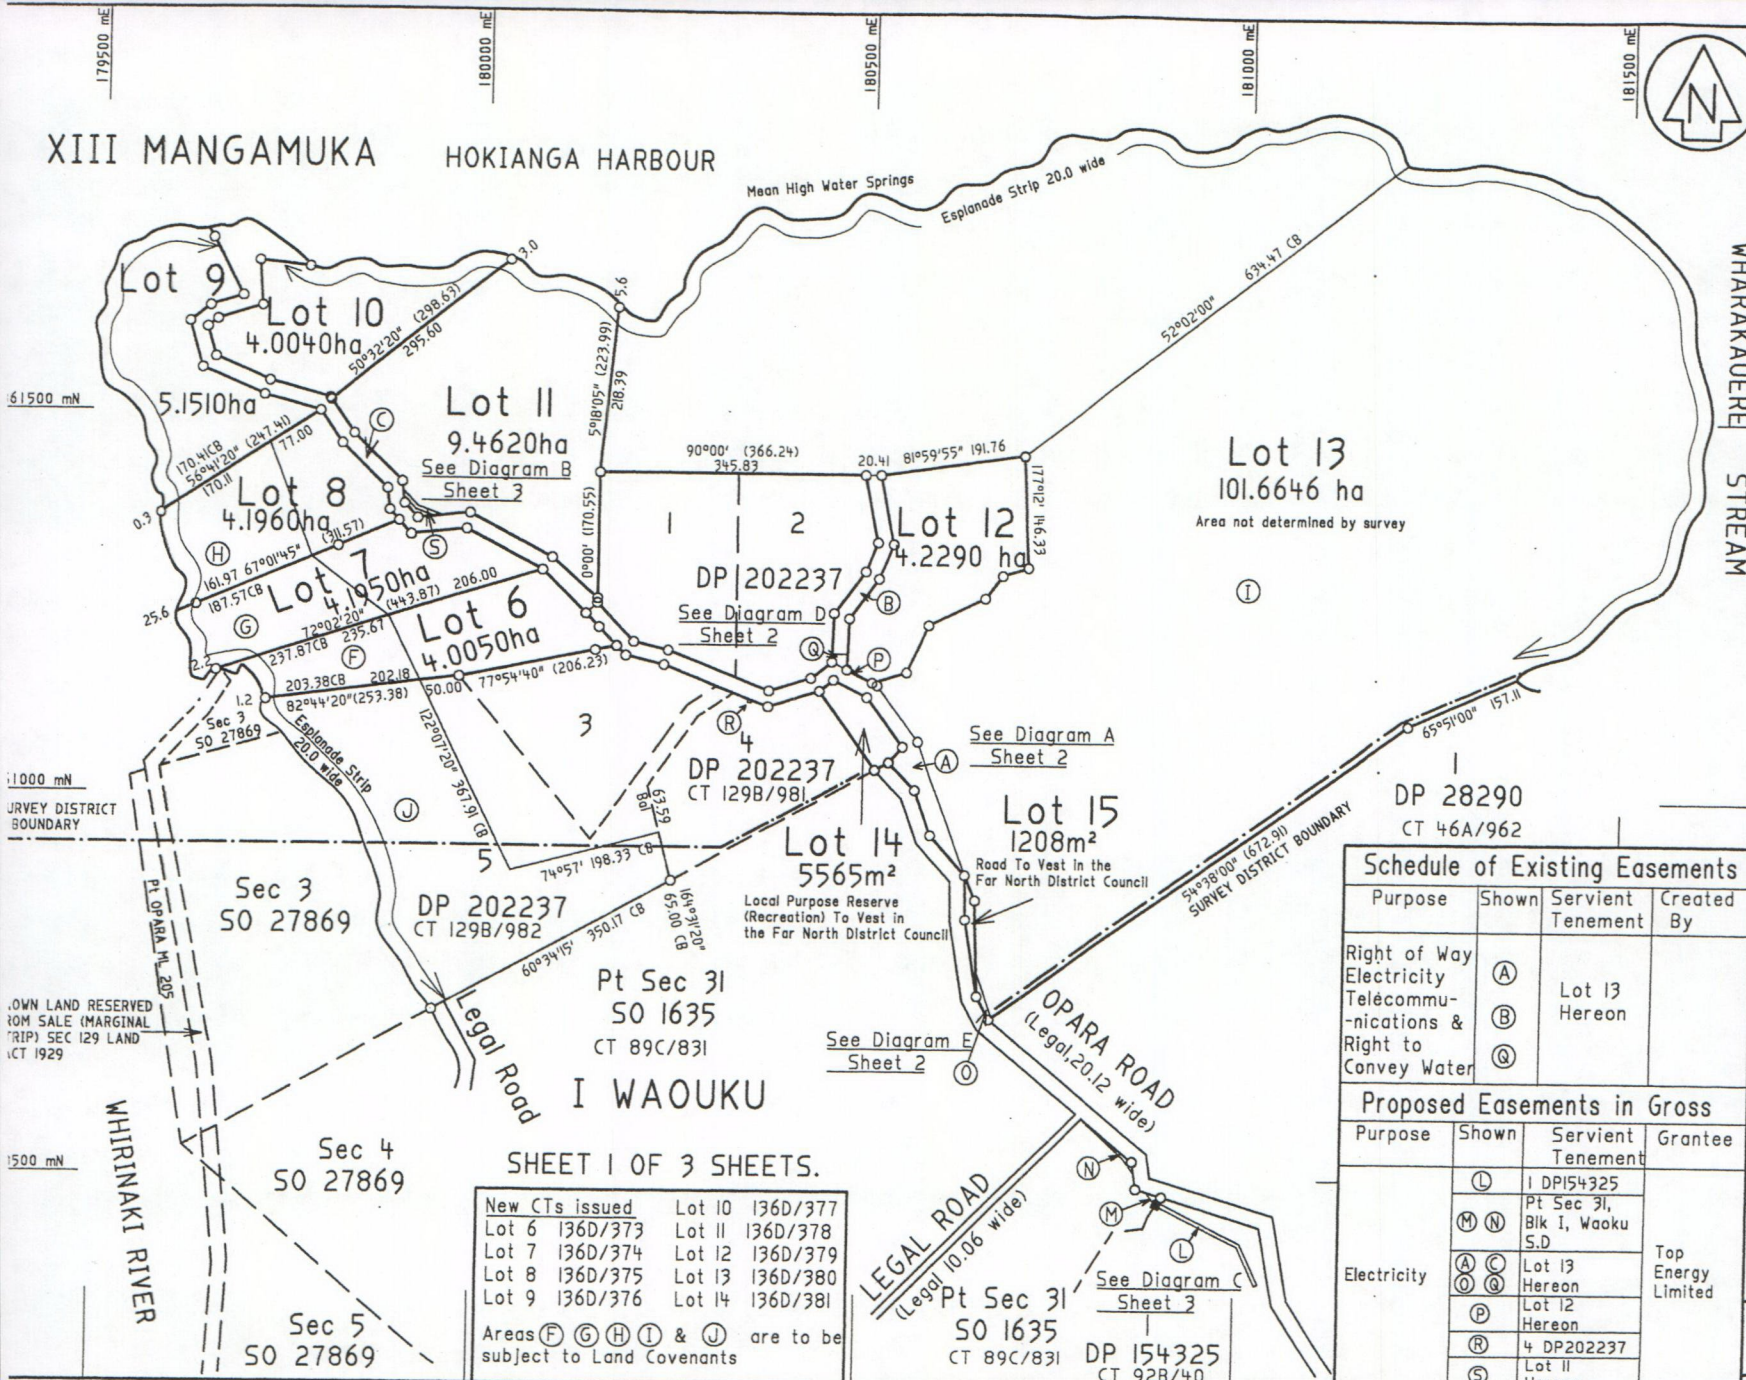 179500 mE
180000 mE
180500 mE
181000 mE
181500 mE
N
XIII MANGAMUKA
HOKIANGA HARBOUR
Mean High Water Springs
Esplanade Strip 20.0 wide
WHARAKAUERE STREAM
Lot 9
5.1510ha
Lot 10
4.0040ha
3.0
50°32'20" (298.63)
295.60
5.6
5°18'05" (223.99)
218.39
634.47 CB
52°02'00"
61500 mN
170.41CB
56°41'20" (247.41)
170.11
77.00
0.3
C
Lot 11
9.4620ha
See Diagram B
Sheet 3
90°00' (366.24)
345.83
20.41
81°59'55" 191.76
177°12' 146.33
Lot 13
101.6646 ha
Area not determined by survey
I
Lot 8
4.1960ha
H
S
0°00' (170.55)
1
2
DP 202237
See Diagram D
Sheet 2
Lot 12
4.2290 ha
B
Q
P
161.97 67°01'45" (311.57)
187.57CB
25.6
Lot 7
4.1950ha
G
72°02'20" (443.87) 206.00
237.87CB 235.67
2.2
Lot 6
4.0050ha
F
203.38CB 202.18
82°44'20"(253.38)
50.00
77°54'40" (206.23)
1.2
Sec 3
SO 27869
Esplanade Strip
20.0 wide
122°07'20" 367.91 CB
3
R
4
DP 202237
CT 129B/981
63.59
Bal
See Diagram A
Sheet 2
A
65°51'00" 157.11
1
DP 28290
CT 46A/962
54°38'00" (672.91)
SURVEY DISTRICT BOUNDARY
1000 mN
URVEY DISTRICT
BOUNDARY
J
5
74°57' 198.33 CB
DP 202237
CT 129B/982
60°34'15" 350.17 CB
164°31'20"
65.00 CB
Lot 14
5565m²
Local Purpose Reserve
(Recreation) To Vest in
the Far North District Council
Lot 15
1208m²
Road To Vest in the
Far North District Council
Sec 3
SO 27869
Pt OPARA ML 205
OWN LAND RESERVED
ROM SALE (MARGINAL
TRIP) SEC 129 LAND
ACT 1929
Legal Road
Pt Sec 31
SO 1635
CT 89C/831
See Diagram E
Sheet 2
O
OPARA ROAD
(Legal,20.12 wide)
I WAOUKU
WHIRINAKI RIVER
Sec 4
SO 27869
500 mN
Sec 5
SO 27869
SHEET 1 OF 3 SHEETS.
New CTs issued
Lot 6 136D/373
Lot 7 136D/374
Lot 8 136D/375
Lot 9 136D/376
Lot 10 136D/377
Lot 11 136D/378
Lot 12 136D/379
Lot 13 136D/380
Lot 14 136D/381
Areas F G H I & J are to be
subject to Land Covenants
LEGAL ROAD
(Legal 10.06 wide)
N
M
L
See Diagram C
Sheet 3
Pt Sec 31
SO 1635
CT 89C/831
1
DP 154325
CT 92B/40
Schedule of Existing Easements
Purpose Shown Servient Tenement Created By
Right of Way
Electricity
Telecommu-
-nications &
Right to
Convey Water
A
B
Q
Lot 13
Hereon
Proposed Easements in Gross
Purpose Shown Servient Tenement Grantee
Electricity
L 1 DP154325
M N Pt Sec 31,
Blk I, Waoku
S.D
A C Lot 13
O Q Hereon
P Lot 12
Hereon
R 4 DP202237
S Lot 11
Top
Energy
Limited